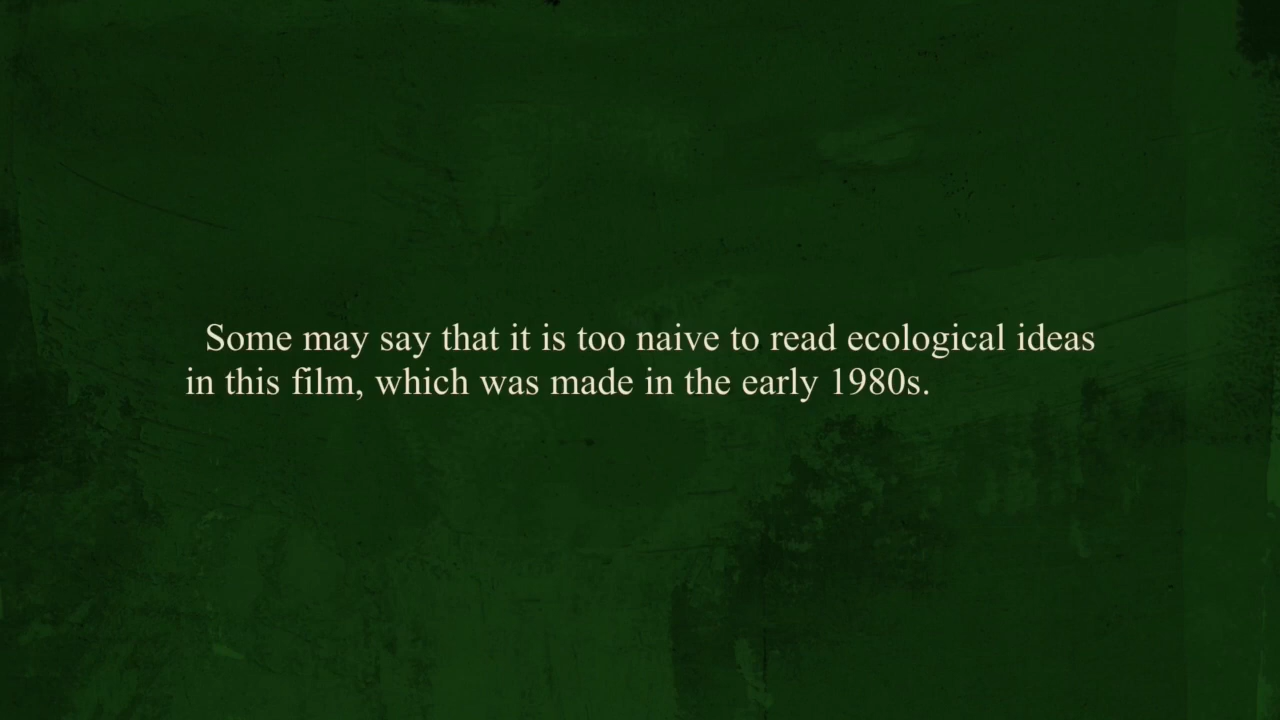 Some may say that it is too naive to read ecological ideas
in this film, which was made in the early 1980s.